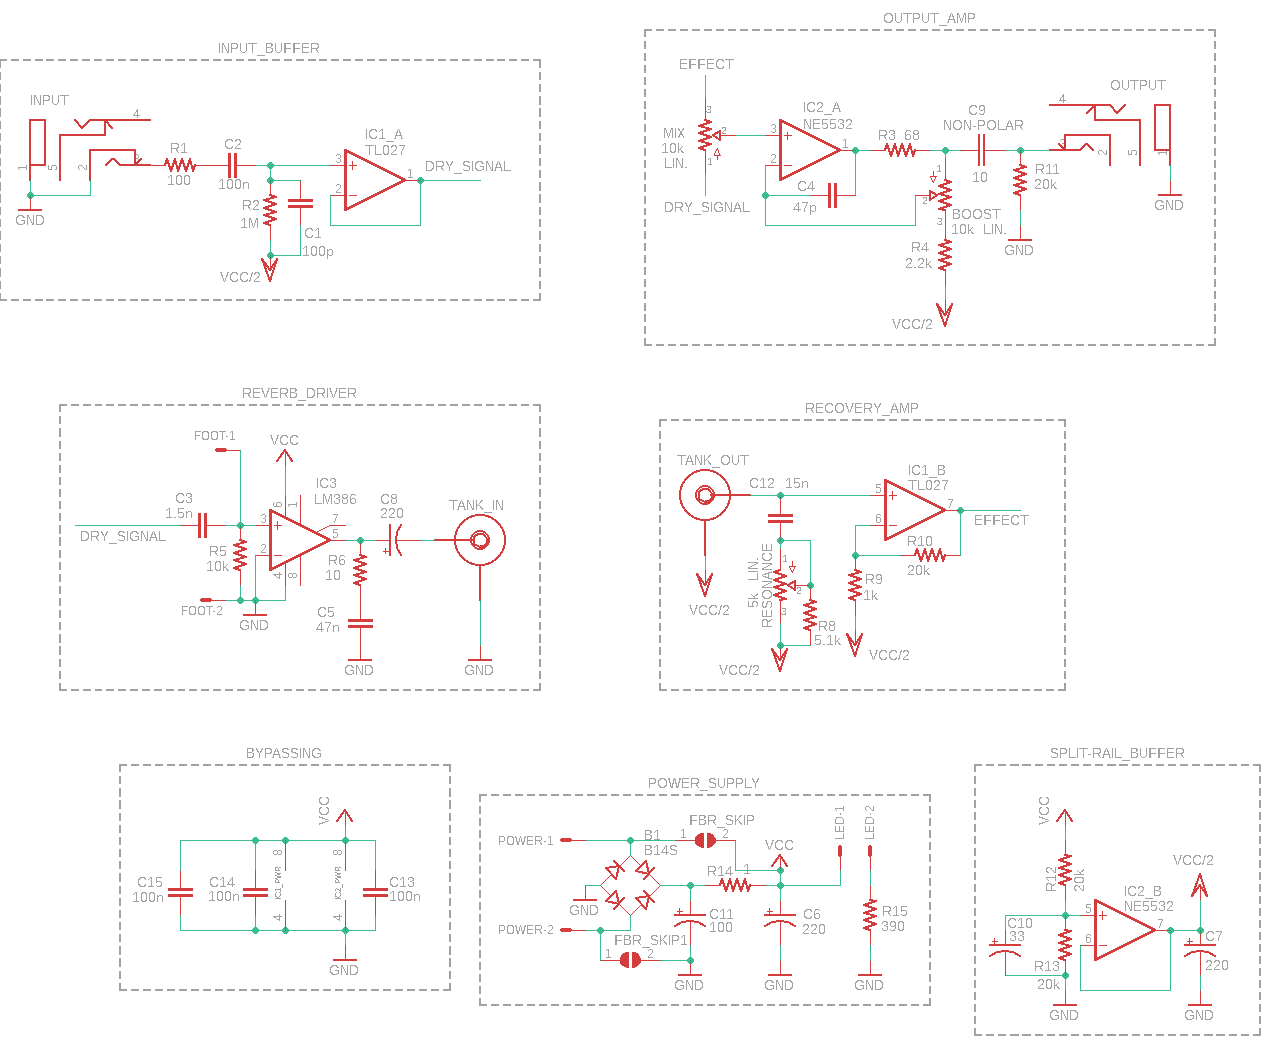 INPUT_BUFFER
INPUT
1
5
2
4
3
R1
100
C2
100n
R2
1M
C1
100p
VCC/2
3
2
1
IC1_A
TL027
DRY_SIGNAL
GND
OUTPUT_AMP
EFFECT
MIX
10k
LIN.
3
2
1
IC2_A
NE5532
3
2
1
C4
47p
DRY_SIGNAL
R3 68
C9
NON-POLAR
10
1
2
3
BOOST
10k LIN.
R4
2.2k
VCC/2
R11
20k
GND
OUTPUT
4
3
2
5
1
GND
REVERB_DRIVER
FOOT-1
VCC
C3
1.5n
DRY_SIGNAL
R5
10k
FOOT-2
GND
IC3
LM386
3
2
6
1
7
5
4
8
R6
10
C5
47n
GND
C8
220
TANK_IN
GND
RECOVERY_AMP
TANK_OUT
VCC/2
C12 15n
5k LIN.
RESONANCE
1
2
3
R8
5.1k
VCC/2
IC1_B
TL027
5
6
7
EFFECT
R10
20k
R9
1k
VCC/2
BYPASSING
VCC
C15
100n
C14
100n
8
IC1_PWR
4
8
IC2_PWR
4
C13
100n
GND
POWER_SUPPLY
POWER-1
POWER-2
B1
B14S
GND
FBR_SKIP
1
2
FBR_SKIP1
1
2
R14 1
VCC
C11
100
GND
C6
220
GND
LED-1
LED-2
R15
390
GND
SPLIT-RAIL_BUFFER
VCC
R12
20k
C10
33
R13
20k
GND
IC2_B
NE5532
5
6
7
VCC/2
C7
220
GND